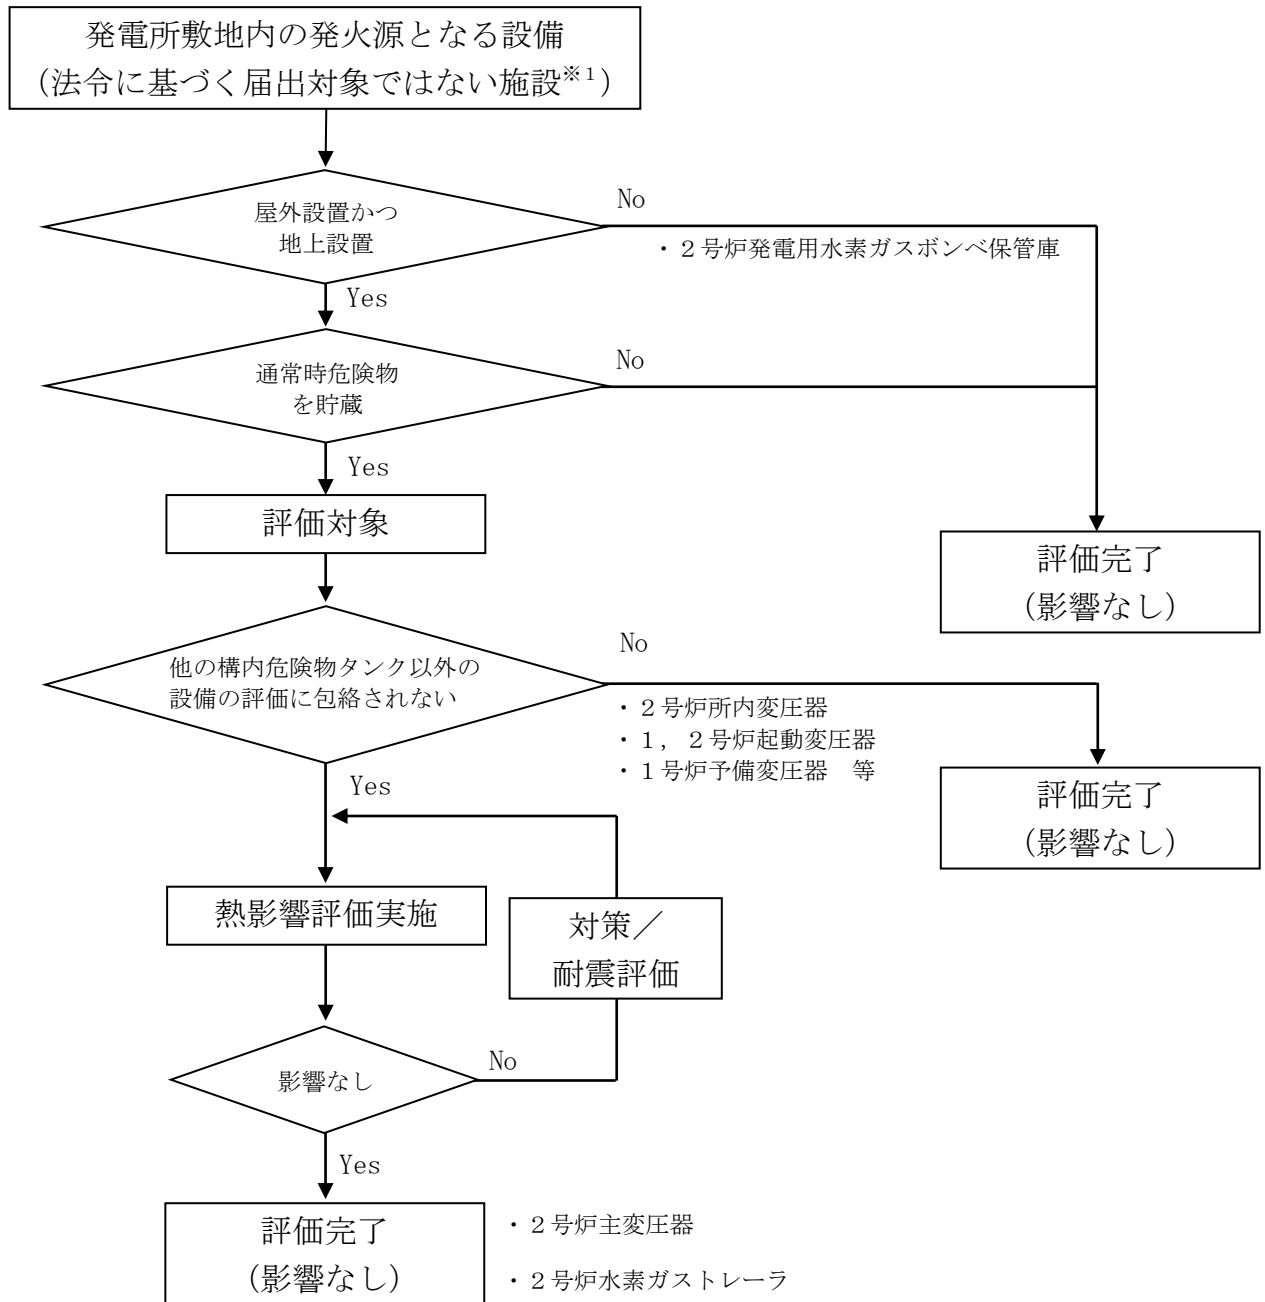 発電所敷地内の発火源となる設備
（法令に基づく届出対象ではない施設※1）
屋外設置かつ
地上設置
No
・２号炉発電用水素ガスボンベ保管庫
Yes
通常時危険物
を貯蔵
No
Yes
評価対象
評価完了
（影響なし）
他の構内危険物タンク以外の
設備の評価に包絡されない
No
・２号炉所内変圧器
・１，２号炉起動変圧器
・１号炉予備変圧器　等
Yes
評価完了
（影響なし）
熱影響評価実施
対策／
耐震評価
影響なし
No
Yes
評価完了
（影響なし）
・２号炉主変圧器
・２号炉水素ガストレーラ